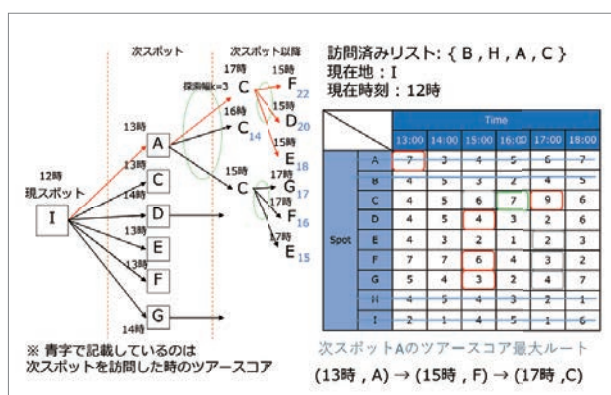 次スポット
次スポット以降
12時
現スポット
I
13時
A
13時
C
14時
D
13時
E
13時
F
14時
G
探索幅k=3
17時
C
16時
C
14
15時
C
15時
F
22
15時
D
20
15時
E
18
17時
G
17
17時
F
16
17時
E
15
※ 青字で記載しているのは
次スポットを訪問した時のツアースコア
訪問済みリスト: { B , H , A , C }
現在地 : I
現在時刻 : 12時
Time
13:00 14:00 15:00 16:00 17:00 18:00
Spot
A 7 3 4 5 6 7
B 4 5 3 2 4 5
C 4 5 6 7 9 6
D 4 5 4 3 2 6
E 4 3 2 1 2 3
F 7 7 6 4 3 2
G 5 4 3 2 4 7
H 4 5 4 3 2 1
I 2 1 4 5 1 6
次スポットAのツアースコア最大ルート
(13時 , A) → (15時 , F) → (17時 ,C)